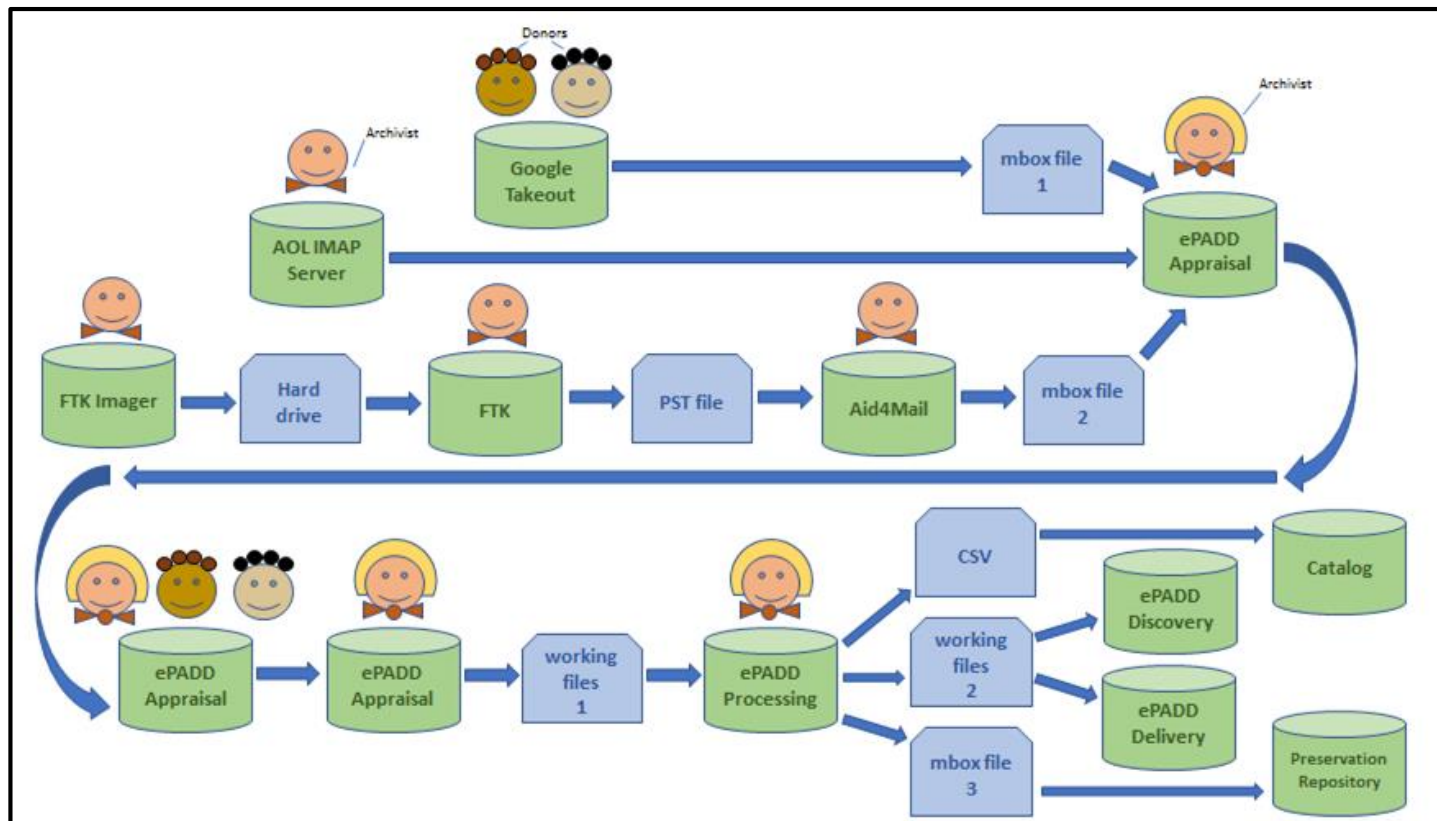 Donors
Archivist
Archivist
Google
Takeout
mbox file
1
AOL IMAP
Server
ePADD
Appraisal
FTK Imager
Hard
drive
FTK
PST file
Aid4Mail
mbox file
2
CSV
Catalog
ePADD
Discovery
ePADD
Appraisal
ePADD
Appraisal
working
files
1
ePADD
Processing
working
files
2
ePADD
Delivery
mbox file
3
Preservation
Repository